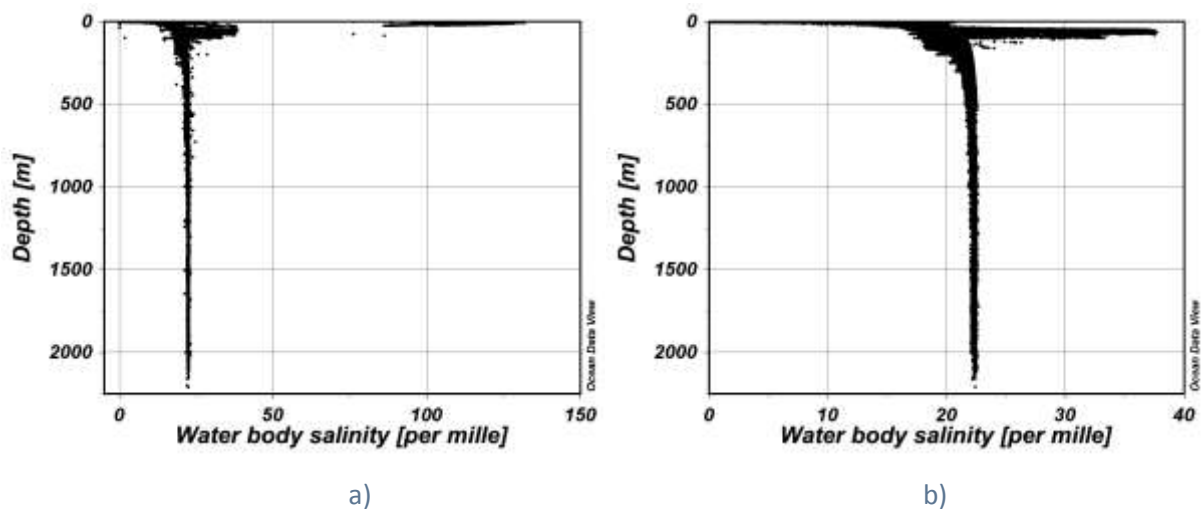 0
500
1000
1500
2000
Depth [m]
0
50
100
150
Water body salinity [per mille]
Ocean Data View
a)
0
500
1000
1500
2000
Depth [m]
0
10
20
30
40
Water body salinity [per mille]
Ocean Data View
b)